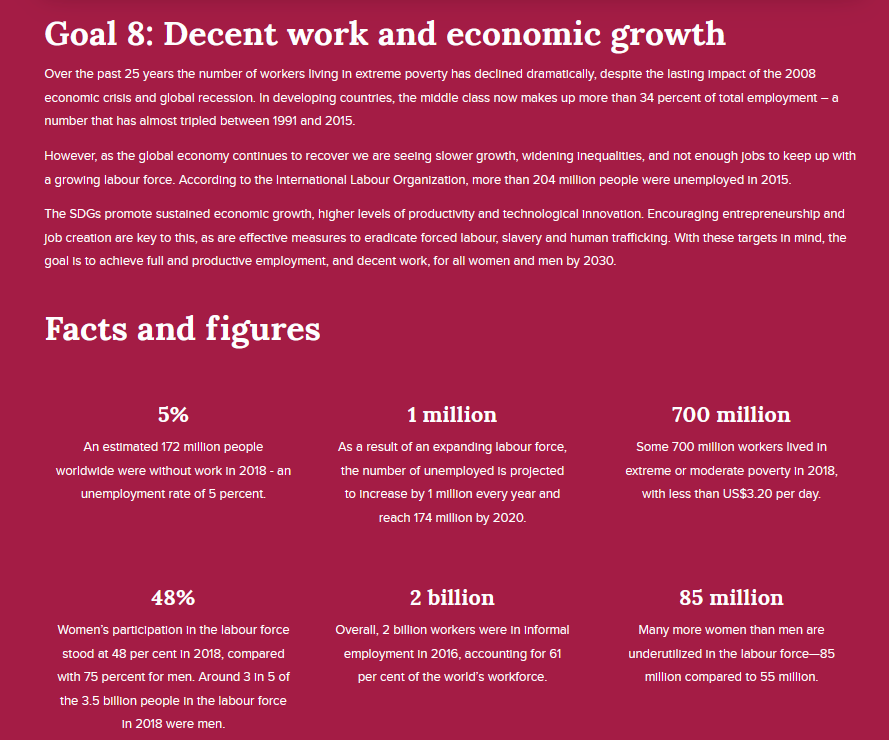 Goal 8: Decent work and economic growth
Over the past 25 years the number of workers living in extreme poverty has declined dramatically, despite the lasting impact of the 2008
economic crisis and global recession. In developing countries, the middle class now makes up more than 34 percent of total employment – a
number that has almost tripled between 1991 and 2015.
However, as the global economy continues to recover we are seeing slower growth, widening inequalities, and not enough jobs to keep up with
a growing labour force. According to the International Labour Organization, more than 204 million people were unemployed in 2015.
The SDGs promote sustained economic growth, higher levels of productivity and technological innovation. Encouraging entrepreneurship and
job creation are key to this, as are effective measures to eradicate forced labour, slavery and human trafficking. With these targets in mind, the
goal is to achieve full and productive employment, and decent work, for all women and men by 2030.
Facts and figures
5%
An estimated 172 million people
worldwide were without work in 2018 - an
unemployment rate of 5 percent.
1 million
As a result of an expanding labour force,
the number of unemployed is projected
to increase by 1 million every year and
reach 174 million by 2020.
700 million
Some 700 million workers lived in
extreme or moderate poverty in 2018,
with less than US$3.20 per day.
48%
Women's participation in the labour force
stood at 48 per cent in 2018, compared
with 75 percent for men. Around 3 in 5 of
the 3.5 billion people in the labour force
in 2018 were men.
2 billion
Overall, 2 billion workers were in informal
employment in 2016, accounting for 61
per cent of the world's workforce.
85 million
Many more women than men are
underutilized in the labour force—85
million compared to 55 million.